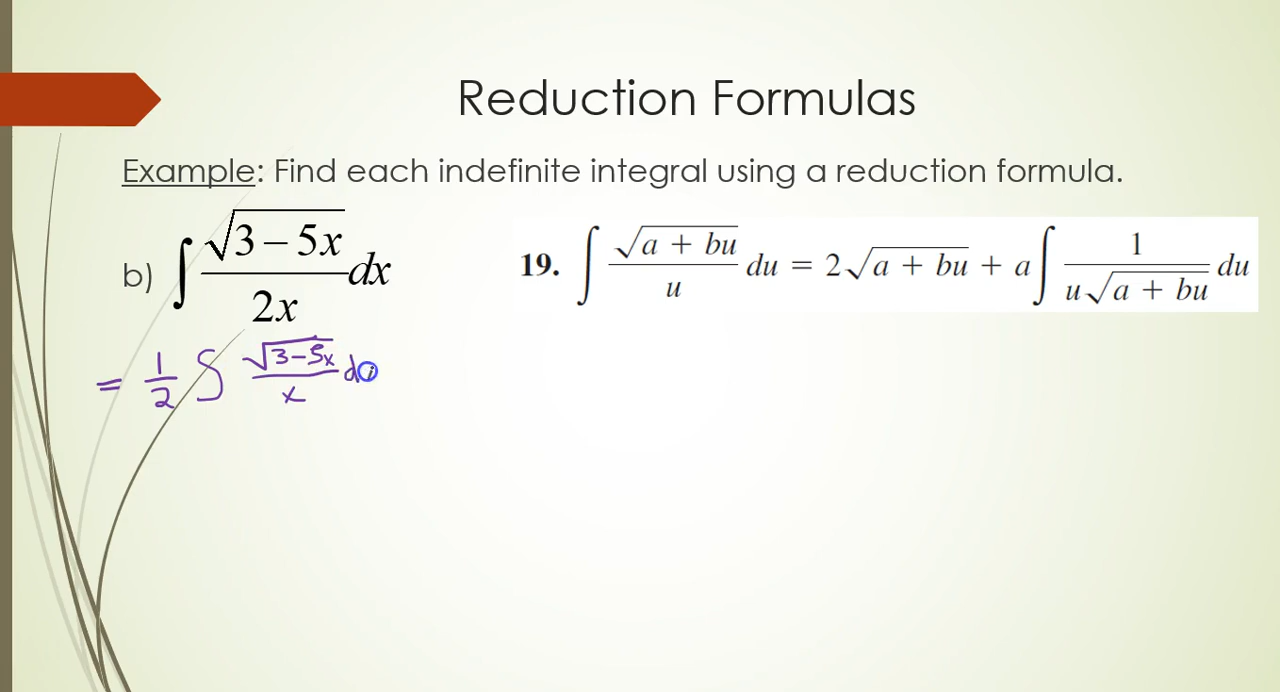 Reduction Formulas
Example: Find each indefinite integral using a reduction formula.
b) ∫ √(3 − 5x) / 2x dx
19. ∫ √(a + bu) / u du = 2√(a + bu) + a ∫ 1 / (u√(a + bu)) du
= 1/2 ∫ √(3−5x) / x d